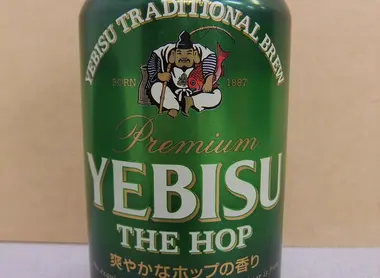 YEBISU TRADITIONAL BREW
BORN 1887
Premium
YEBISU
THE HOP
爽やかなホップの香り